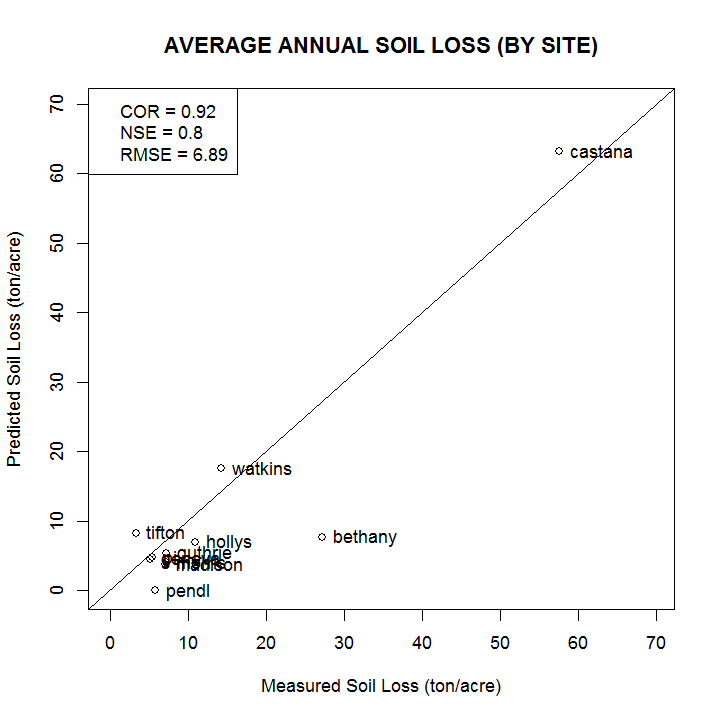 AVERAGE ANNUAL SOIL LOSS (BY SITE)
COR = 0.92
NSE = 0.8
RMSE = 6.89
70
60
50
40
30
20
10
0
Predicted Soil Loss (ton/acre)
castana
watkins
tifton
bethany
hollys
guthrie
madison
pendl
0 10 20 30 40 50 60 70
Measured Soil Loss (ton/acre)